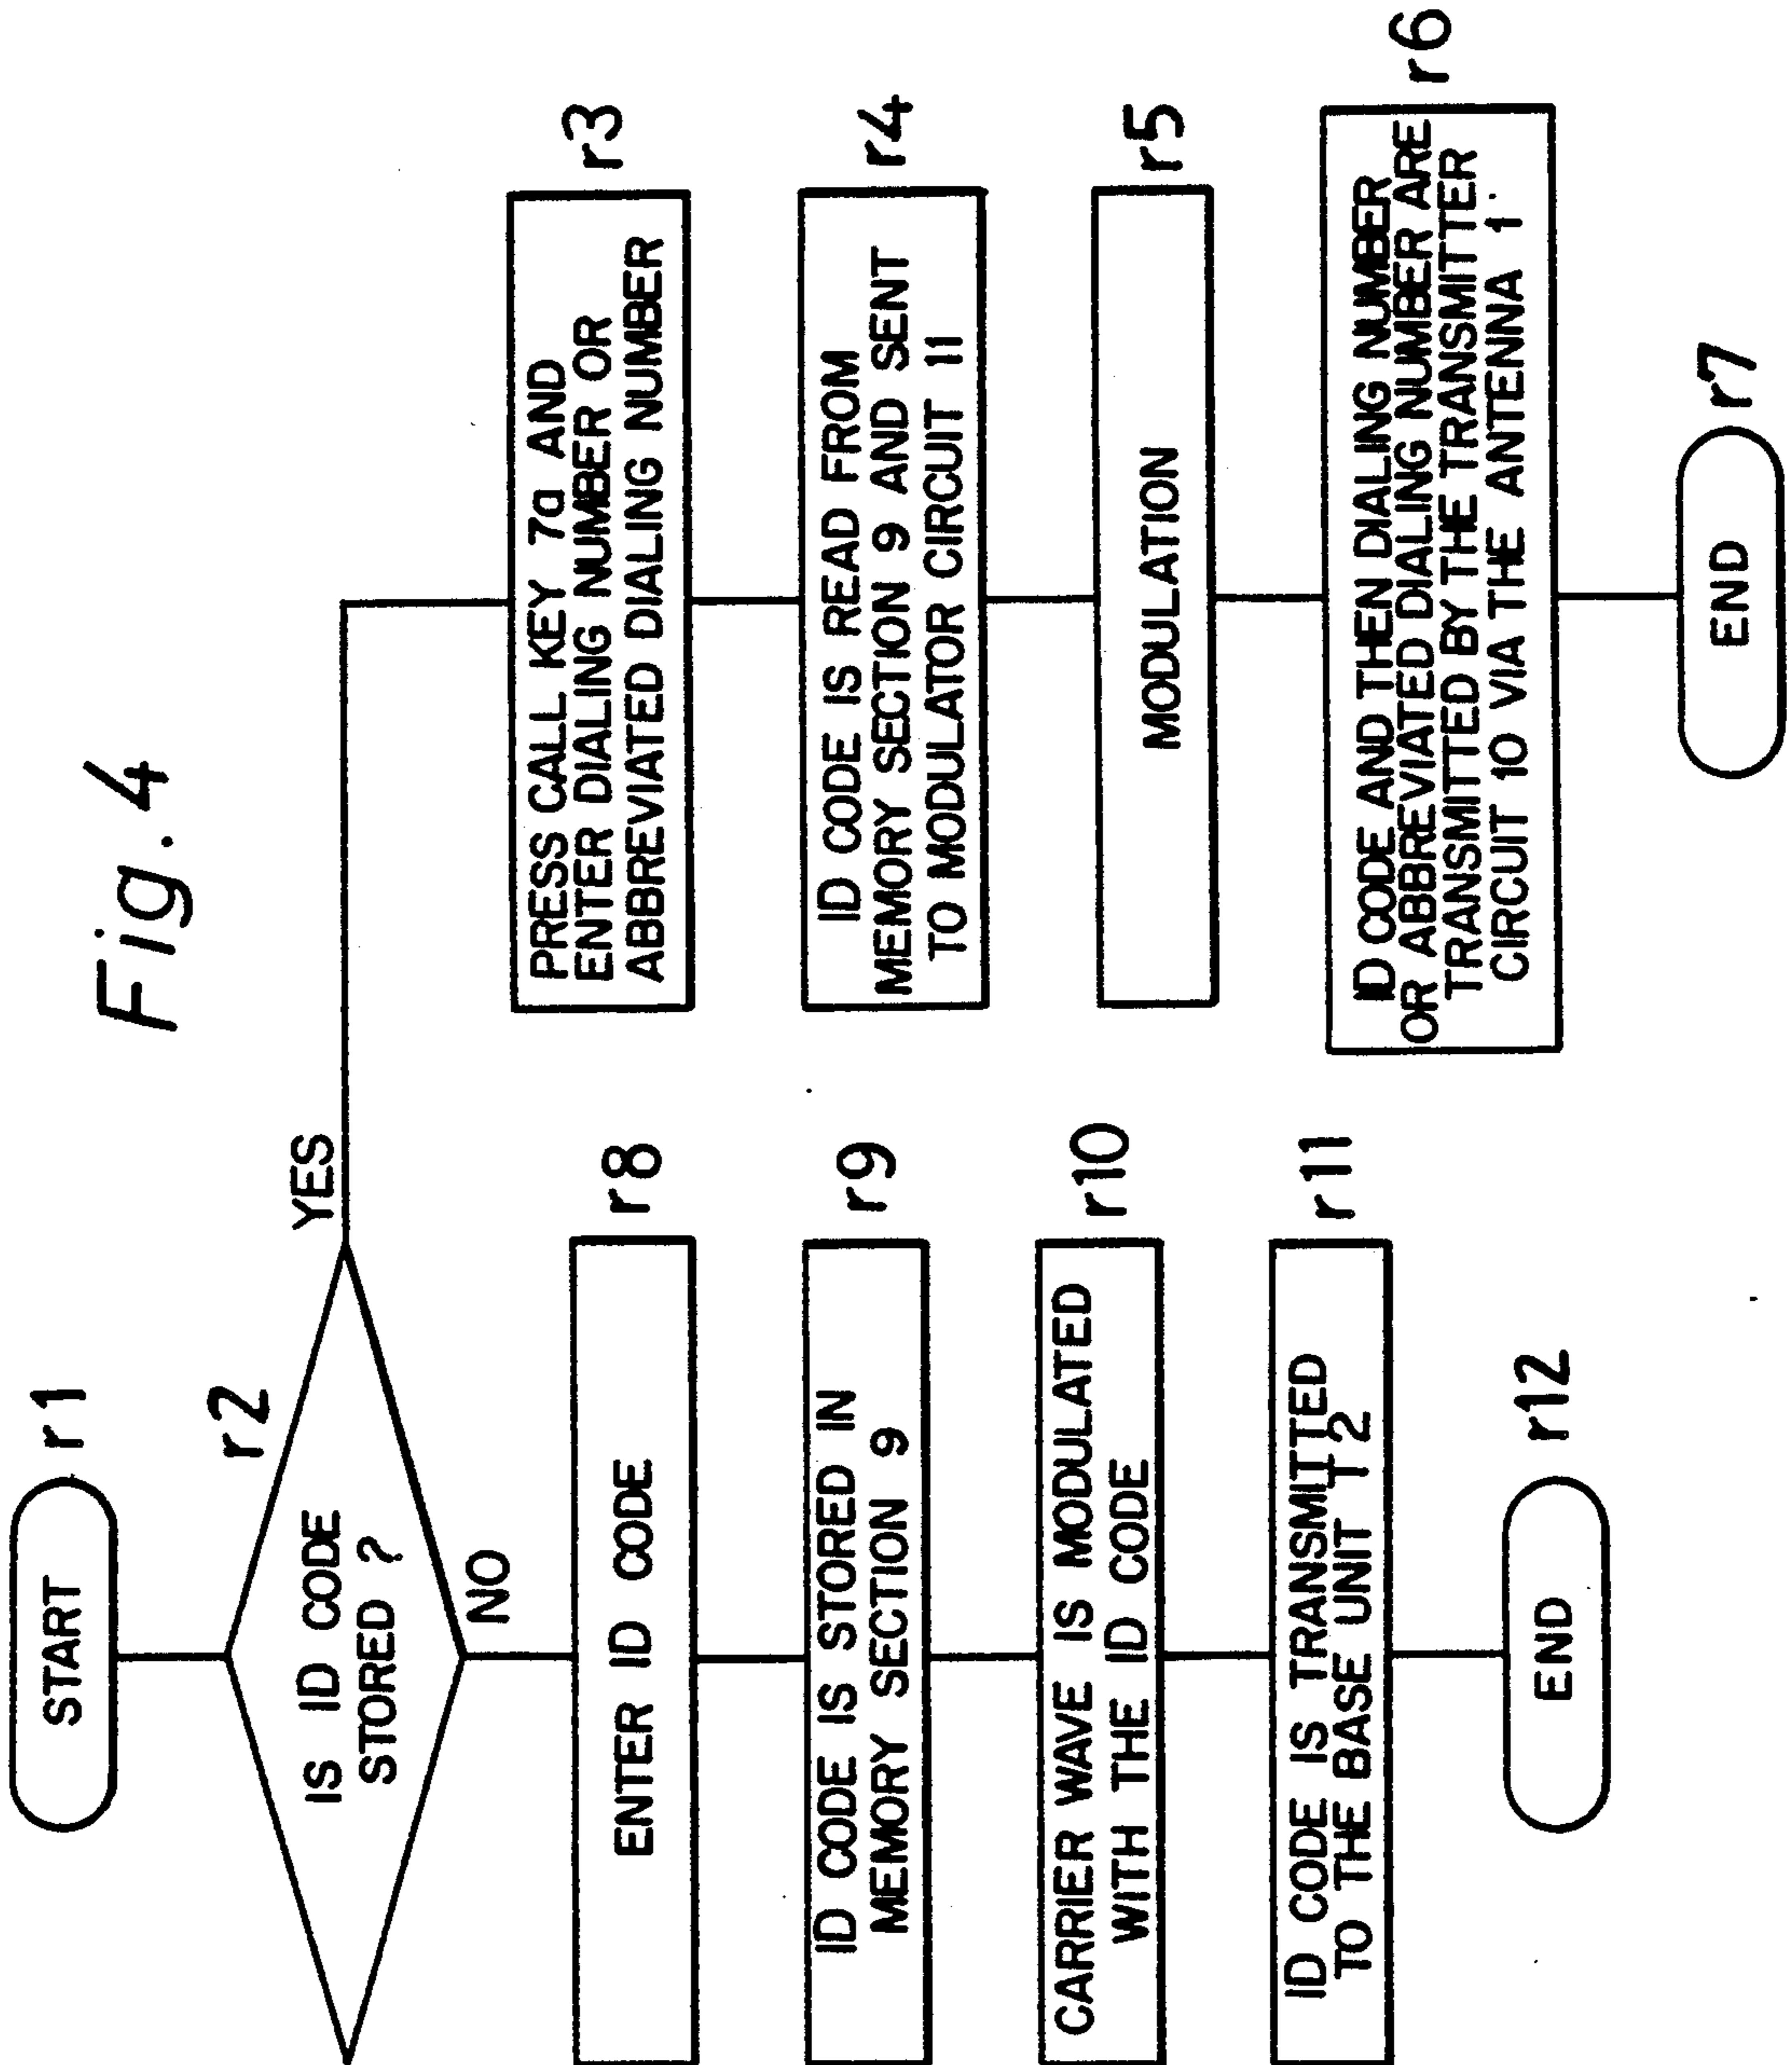 Fig. 4
START
r1
r2
IS ID CODE
STORED ?
YES
NO
ENTER ID CODE
r8
ID CODE IS STORED IN
MEMORY SECTION 9
r9
CARRIER WAVE IS MODULATED
WITH THE ID CODE
r10
ID CODE IS TRANSMITTED
TO THE BASE UNIT T2
r11
END
r12
PRESS CALL KEY 7a AND
ENTER DIALING NUMBER OR
ABBREVIATED DIALING NUMBER
r3
ID CODE IS READ FROM
MEMORY SECTION 9 AND SENT
TO MODULATOR CIRCUIT 11
r4
MODULATION
r5
ID CODE AND THEN DIALING NUMBER
OR ABBREVIATED DIALING NUMBER ARE
TRANSMITTED BY THE TRANSMITTER
CIRCUIT 10 VIA THE ANTENNA 1
r6
END
r7